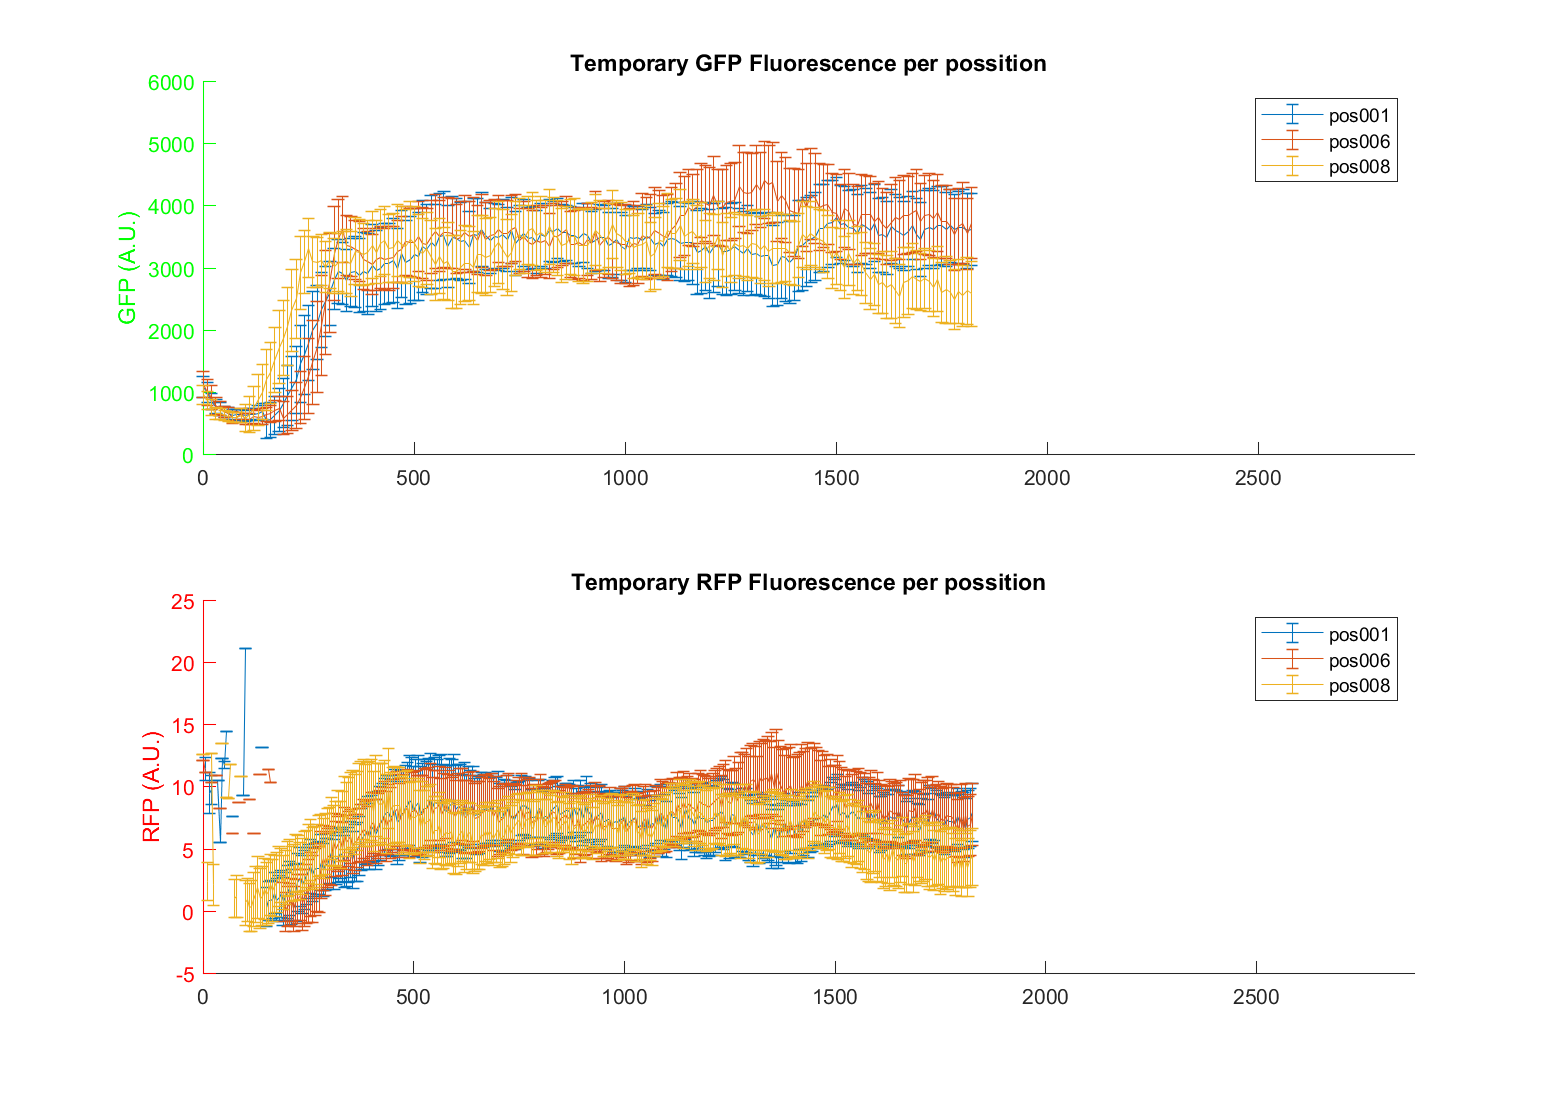 Temporary GFP Fluorescence per possition
6000
5000
4000
3000
2000
1000
0
GFP (A.U.)
0 500 1000 1500 2000 2500
pos001
pos006
pos008
Temporary RFP Fluorescence per possition
25
20
15
10
5
0
-5
RFP (A.U.)
0 500 1000 1500 2000 2500
pos001
pos006
pos008